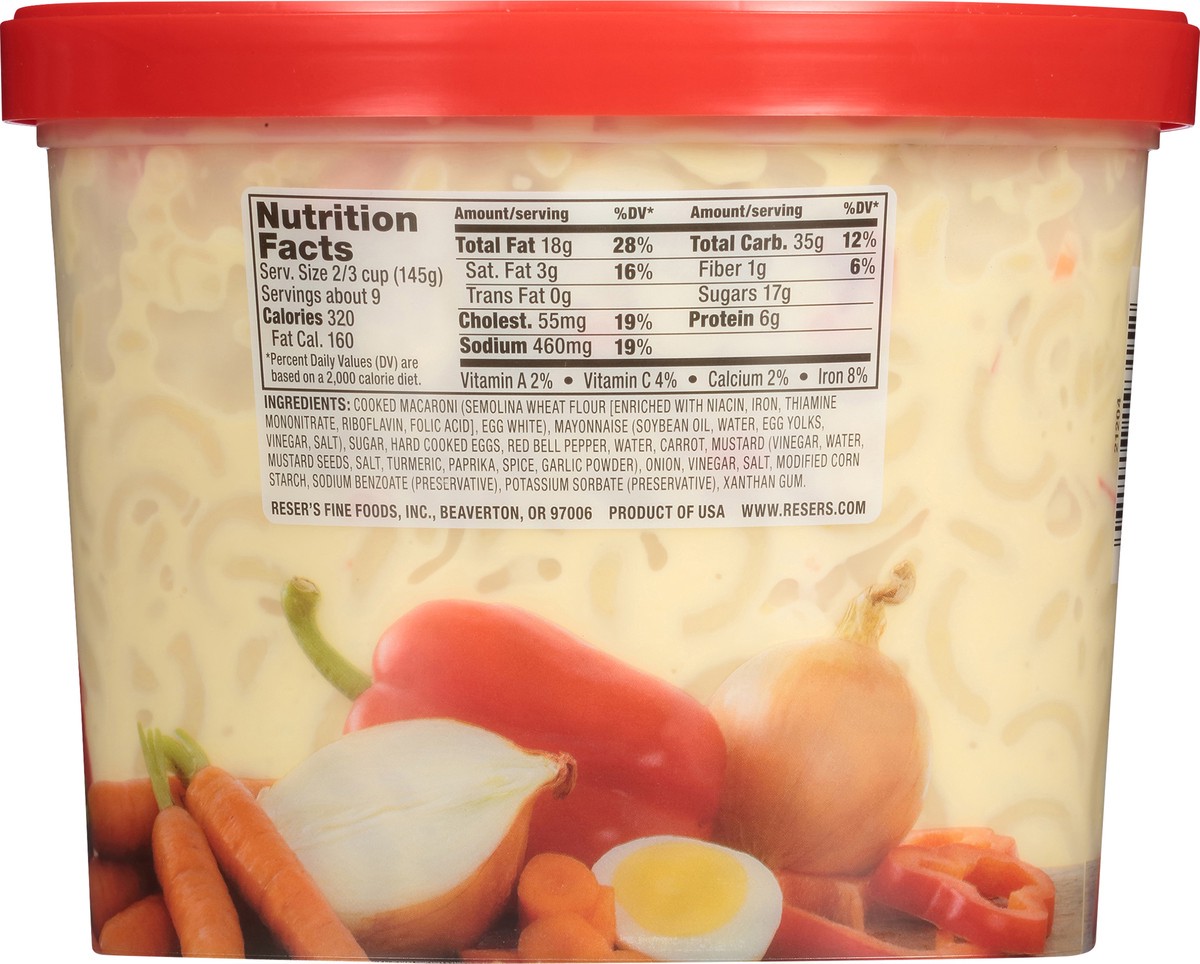 Nutrition
Facts
Serv. Size 2/3 cup (145g)
Servings about 9
Calories 320
Fat Cal. 160
*Percent Daily Values (DV) are
based on a 2,000 calorie diet.
Amount/serving %DV* Amount/serving %DV*
Total Fat 18g 28% Total Carb. 35g 12%
Sat. Fat 3g 16% Fiber 1g 6%
Trans Fat 0g Sugars 17g
Cholest. 55mg 19% Protein 6g
Sodium 460mg 19%
Vitamin A 2% • Vitamin C 4% • Calcium 2% • Iron 8%
INGREDIENTS: COOKED MACARONI (SEMOLINA WHEAT FLOUR [ENRICHED WITH NIACIN, IRON, THIAMINE
MONONITRATE, RIBOFLAVIN, FOLIC ACID], EGG WHITE), MAYONNAISE (SOYBEAN OIL, WATER, EGG YOLKS,
VINEGAR, SALT), SUGAR, HARD COOKED EGGS, RED BELL PEPPER, WATER, CARROT, MUSTARD (VINEGAR, WATER,
MUSTARD SEEDS, SALT, TURMERIC, PAPRIKA, SPICE, GARLIC POWDER), ONION, VINEGAR, SALT, MODIFIED CORN
STARCH, SODIUM BENZOATE (PRESERVATIVE), POTASSIUM SORBATE (PRESERVATIVE), XANTHAN GUM.
RESER'S FINE FOODS, INC., BEAVERTON, OR 97006 PRODUCT OF USA WWW.RESERS.COM